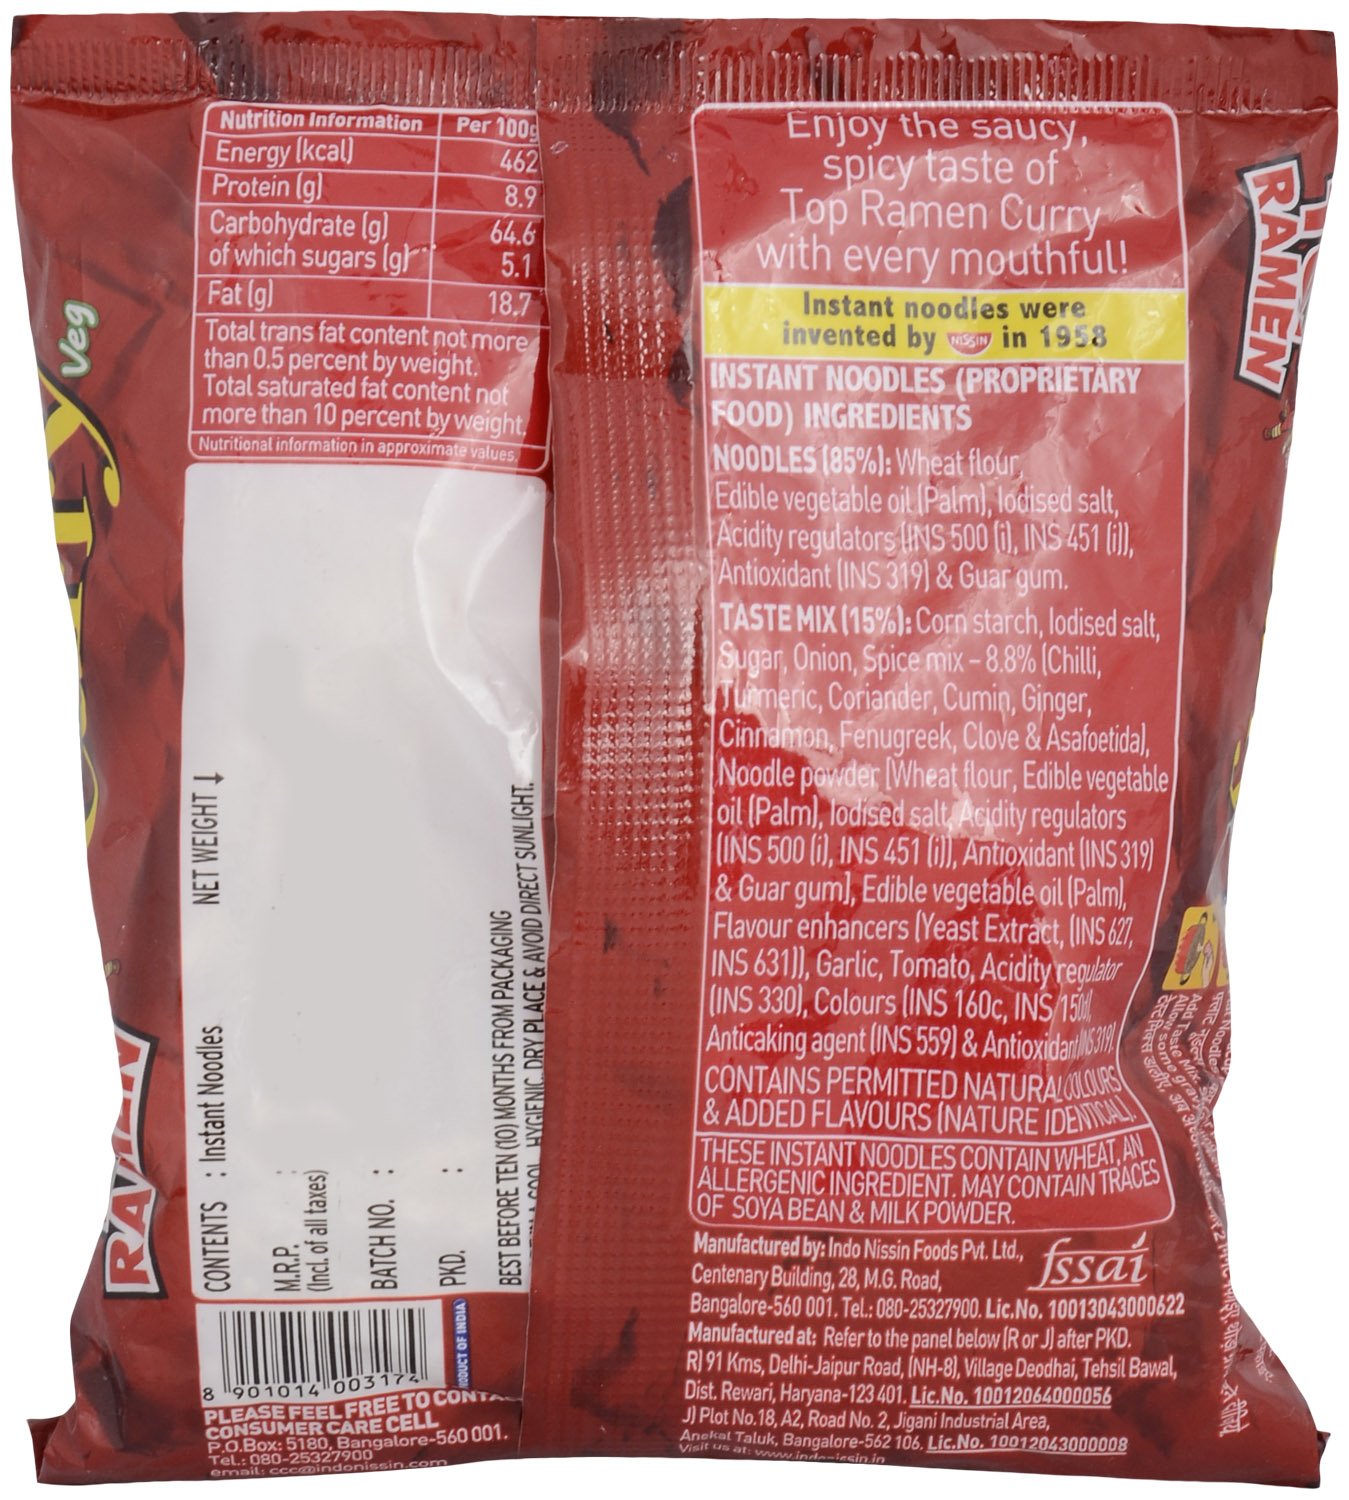 Nutrition Information Per 100g
Energy (kcal) 462
Protein (g) 8.9
Carbohydrate (g) 64.6
of which sugars (g) 5.1
Fat (g) 18.7
Total trans fat content not more
than 0.5 percent by weight.
Total saturated fat content not
more than 10 percent by weight.
Nutritional information in approximate values.
NET WEIGHT ↓
CONTENTS : Instant Noodles
M.R.P. :
(Incl. of all taxes)
BATCH NO. :
PKD. :
BEST BEFORE TEN (10) MONTHS FROM PACKAGING
COOL, HYGIENIC, DRY PLACE & AVOID DIRECT SUNLIGHT.
8 901014 003174
ODUCT OF INDIA
PLEASE FEEL FREE TO CONTA
CONSUMER CARE CELL
P.O.Box: 5180, Bangalore-560 001.
Tel.: 080-25327900
email: ccc@indonissin.com
Enjoy the saucy,
spicy taste of
Top Ramen Curry
with every mouthful!
Instant noodles were
invented by NISSIN in 1958
INSTANT NOODLES (PROPRIETARY
FOOD) INGREDIENTS
NOODLES (85%): Wheat flour,
Edible vegetable oil (Palm), Iodised salt,
Acidity regulators (INS 500 (i), INS 451 (i)),
Antioxidant (INS 319) & Guar gum.
TASTE MIX (15%): Corn starch, Iodised salt,
Sugar, Onion, Spice mix – 8.8% (Chilli,
Turmeric, Coriander, Cumin, Ginger,
Cinnamon, Fenugreek, Clove & Asafoetida),
Noodle powder [Wheat flour, Edible vegetable
oil (Palm), Iodised salt, Acidity regulators
(INS 500 (i), INS 451 (i)), Antioxidant (INS 319)
& Guar gum], Edible vegetable oil (Palm),
Flavour enhancers (Yeast Extract, (INS 627,
INS 631)), Garlic, Tomato, Acidity regulator
(INS 330), Colours (INS 160c, INS 150d),
Anticaking agent (INS 559) & Antioxidant (INS 319).
CONTAINS PERMITTED NATURAL COLOURS
& ADDED FLAVOURS (NATURE IDENTICAL)
THESE INSTANT NOODLES CONTAIN WHEAT, AN
ALLERGENIC INGREDIENT. MAY CONTAIN TRACES
OF SOYA BEAN & MILK POWDER.
Manufactured by: Indo Nissin Foods Pvt. Ltd., fssai
Centenary Building, 28, M.G. Road,
Bangalore-560 001. Tel.: 080-25327900. Lic.No. 10013043000622
Manufactured at: Refer to the panel below (R or J) after PKD.
R) 91 Kms, Delhi-Jaipur Road, (NH-8), Village Deodhai, Tehsil Bawal,
Dist. Rewari, Haryana-123 401. Lic.No. 10012064000056
J) Plot No.18, A2, Road No. 2, Jigani Industrial Area,
Anekal Taluk, Bangalore-562 106. Lic.No. 10012043000008
Visit us at: www.indonissin.in
Veg
RAMEN
RAMEN